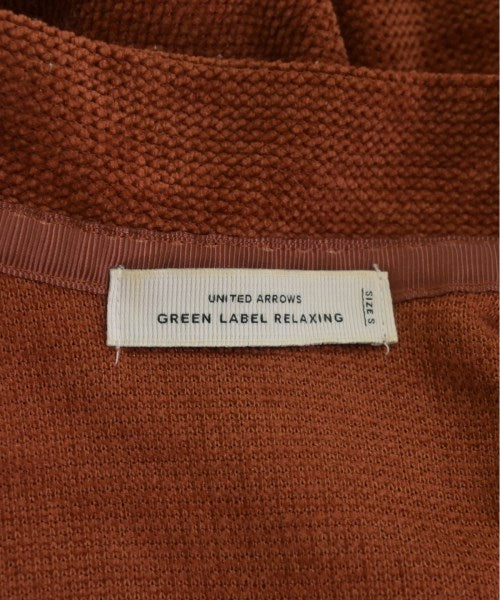 UNITED ARROWS
GREEN LABEL RELAXING
SIZE S